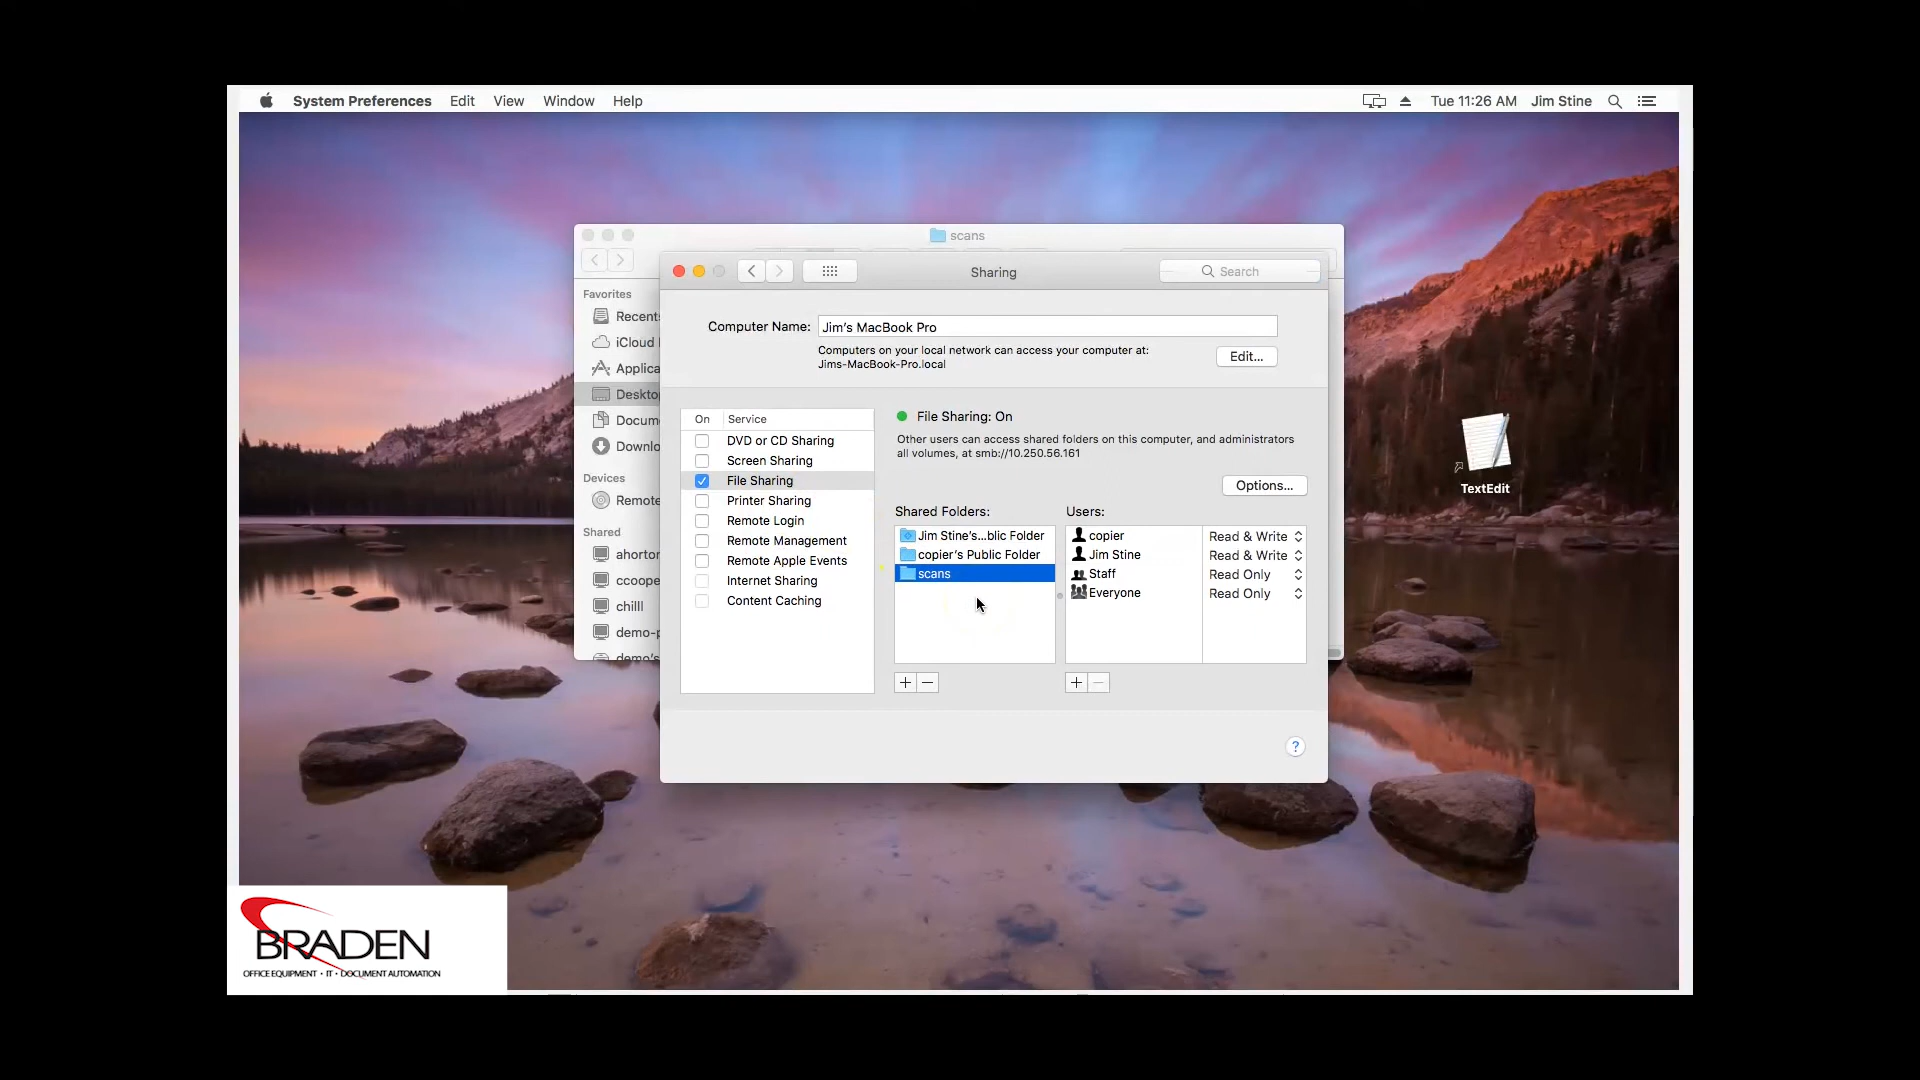 System Preferences Edit View Window Help
Tue 11:26 AM Jim Stine
scans
Sharing
Search
Favorites
Recents
iCloud
Applica
Deskto
Docum
Downlo
Devices
Remote
Shared
ahorton
ccoope
chilll
demo-p
demo's
Computer Name: Jim's MacBook Pro
Computers on your local network can access your computer at:
Jims-MacBook-Pro.local
Edit...
On Service
DVD or CD Sharing
Screen Sharing
File Sharing
Printer Sharing
Remote Login
Remote Management
Remote Apple Events
Internet Sharing
Content Caching
File Sharing: On
Other users can access shared folders on this computer, and administrators
all volumes, at smb://10.250.56.161
Options...
Shared Folders:
Jim Stine's...blic Folder
copier's Public Folder
scans
Users:
copier Read & Write
Jim Stine Read & Write
Staff Read Only
Everyone Read Only
+ − + −
?
TextEdit
BRADEN
OFFICE EQUIPMENT • IT • DOCUMENT AUTOMATION